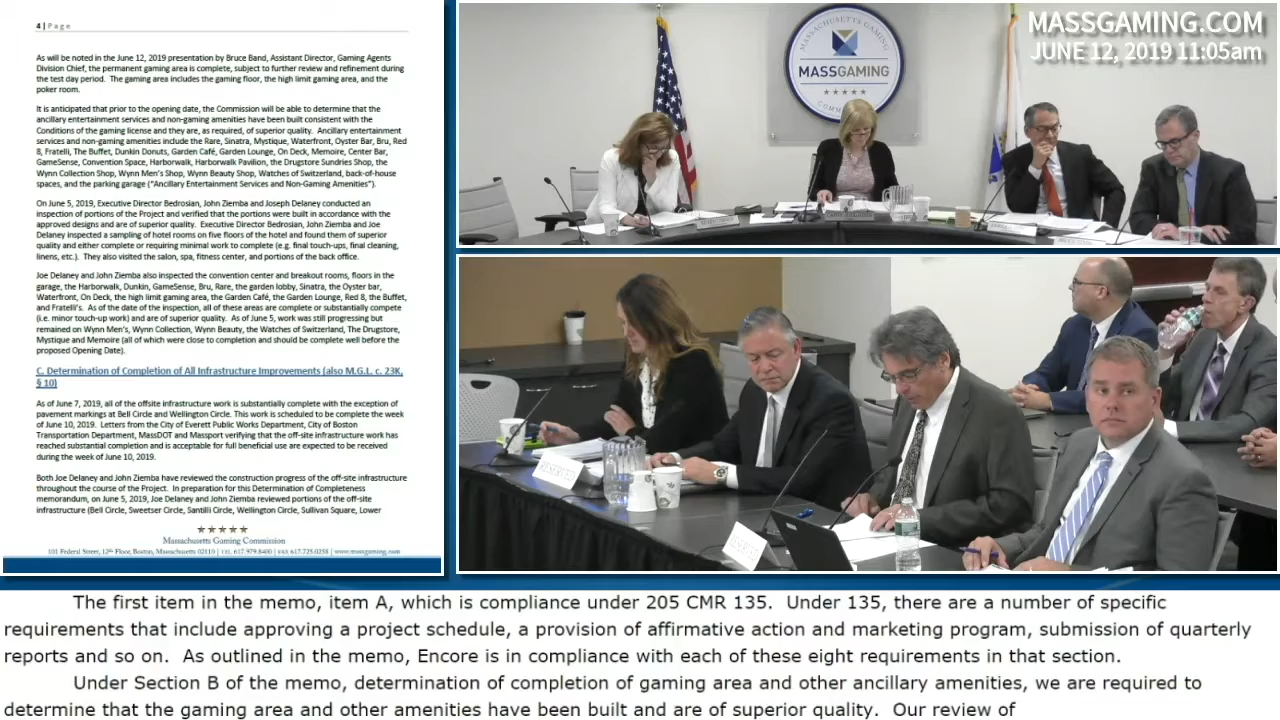 4 | Page
As will be noted in the June 12, 2019 presentation by Bruce Band, Assistant Director, Gaming Agents
Division Chief, the permanent gaming area is complete, subject to further review and refinement during
the test day period. The gaming area includes the gaming floor, the high limit gaming area, and the
poker room.
It is anticipated that prior to the opening date, the Commission will be able to determine that the
ancillary entertainment services and non-gaming amenities have been built consistent with the
Conditions of the gaming license and they are, as required, of superior quality. Ancillary entertainment
services and non-gaming amenities include the Rare, Sinatra, Mystique, Waterfront, Oyster Bar, Bru, Red
8, Fratelli, The Buffet, Dunkin Donuts, Garden Café, Garden Lounge, On Deck, Memoire, Center Bar,
GameSense, Convention Space, Harborwalk, Harborwalk Pavilion, the Drugstore Sundries Shop, the
Wynn Collection Shop, Wynn Men's Shop, Wynn Beauty Shop, Watches of Switzerland, back-of-house
spaces, and the parking garage ("Ancillary Entertainment Services and Non-Gaming Amenities").
On June 5, 2019, Executive Director Bedrosian, John Ziemba and Joseph Delaney conducted an
inspection of portions of the Project and verified that the portions were built in accordance with the
approved designs and are of superior quality. Executive Director Bedrosian, John Ziemba and Joe
Delaney inspected a sampling of hotel rooms on five floors of the hotel and found them of superior
quality and either complete or requiring minimal work to complete (e.g. final touch-ups, final cleaning,
linens, etc.). They also visited the salon, spa, fitness center, and portions of the back office.
Joe Delaney and John Ziemba also inspected the convention center and breakout rooms, floors in the
garage, the Harborwalk, Dunkin, GameSense, Bru, Rare, the garden lobby, Sinatra, the Oyster bar,
Waterfront, On Deck, the high limit gaming area, the Garden Café, the Garden Lounge, Red 8, the Buffet,
and Fratelli's. As of the date of the inspection, all of these areas are complete or substantially compete
(i.e. minor touch-up work) and are of superior quality. As of June 5, work was still progressing but
remained on Wynn Men's, Wynn Collection, Wynn Beauty, the Watches of Switzerland, The Drugstore,
Mystique and Memoire (all of which were close to completion and should be complete well before the
proposed Opening Date).
C. Determination of Completion of All Infrastructure Improvements (also M.G.L. c. 23K,
§ 10)
As of June 7, 2019, all of the offsite infrastructure work is substantially complete with the exception of
pavement markings at Bell Circle and Wellington Circle. This work is scheduled to be complete the week
of June 10, 2019. Letters from the City of Everett Public Works Department, City of Boston
Transportation Department, MassDOT and Massport verifying that the off-site infrastructure work has
reached substantial completion and is acceptable for full beneficial use are expected to be received
during the week of June 10, 2019.
Both Joe Delaney and John Ziemba have reviewed the construction progress of the off-site infrastructure
throughout the course of the Project. In preparation for this Determination of Completeness
memorandum, on June 5, 2019, Joe Delaney and John Ziemba reviewed portions of the off-site
infrastructure (Bell Circle, Sweetser Circle, Santilli Circle, Wellington Circle, Sullivan Square, Lower
★★★★★
Massachusetts Gaming Commission
101 Federal Street, 12th Floor, Boston, Massachusetts 02110 | TEL 617.979.8400 | FAX 617.725.0258 | www.massgaming.com
MASSGAMING.COM
JUNE 12, 2019 11:05am
MASSACHUSETTS GAMING
MASSGAMING
★★★★★
RESERVED
The first item in the memo, item A, which is compliance under 205 CMR 135. Under 135, there are a number of specific
requirements that include approving a project schedule, a provision of affirmative action and marketing program, submission of quarterly
reports and so on. As outlined in the memo, Encore is in compliance with each of these eight requirements in that section.
Under Section B of the memo, determination of completion of gaming area and other ancillary amenities, we are required to
determine that the gaming area and other amenities have been built and are of superior quality. Our review of